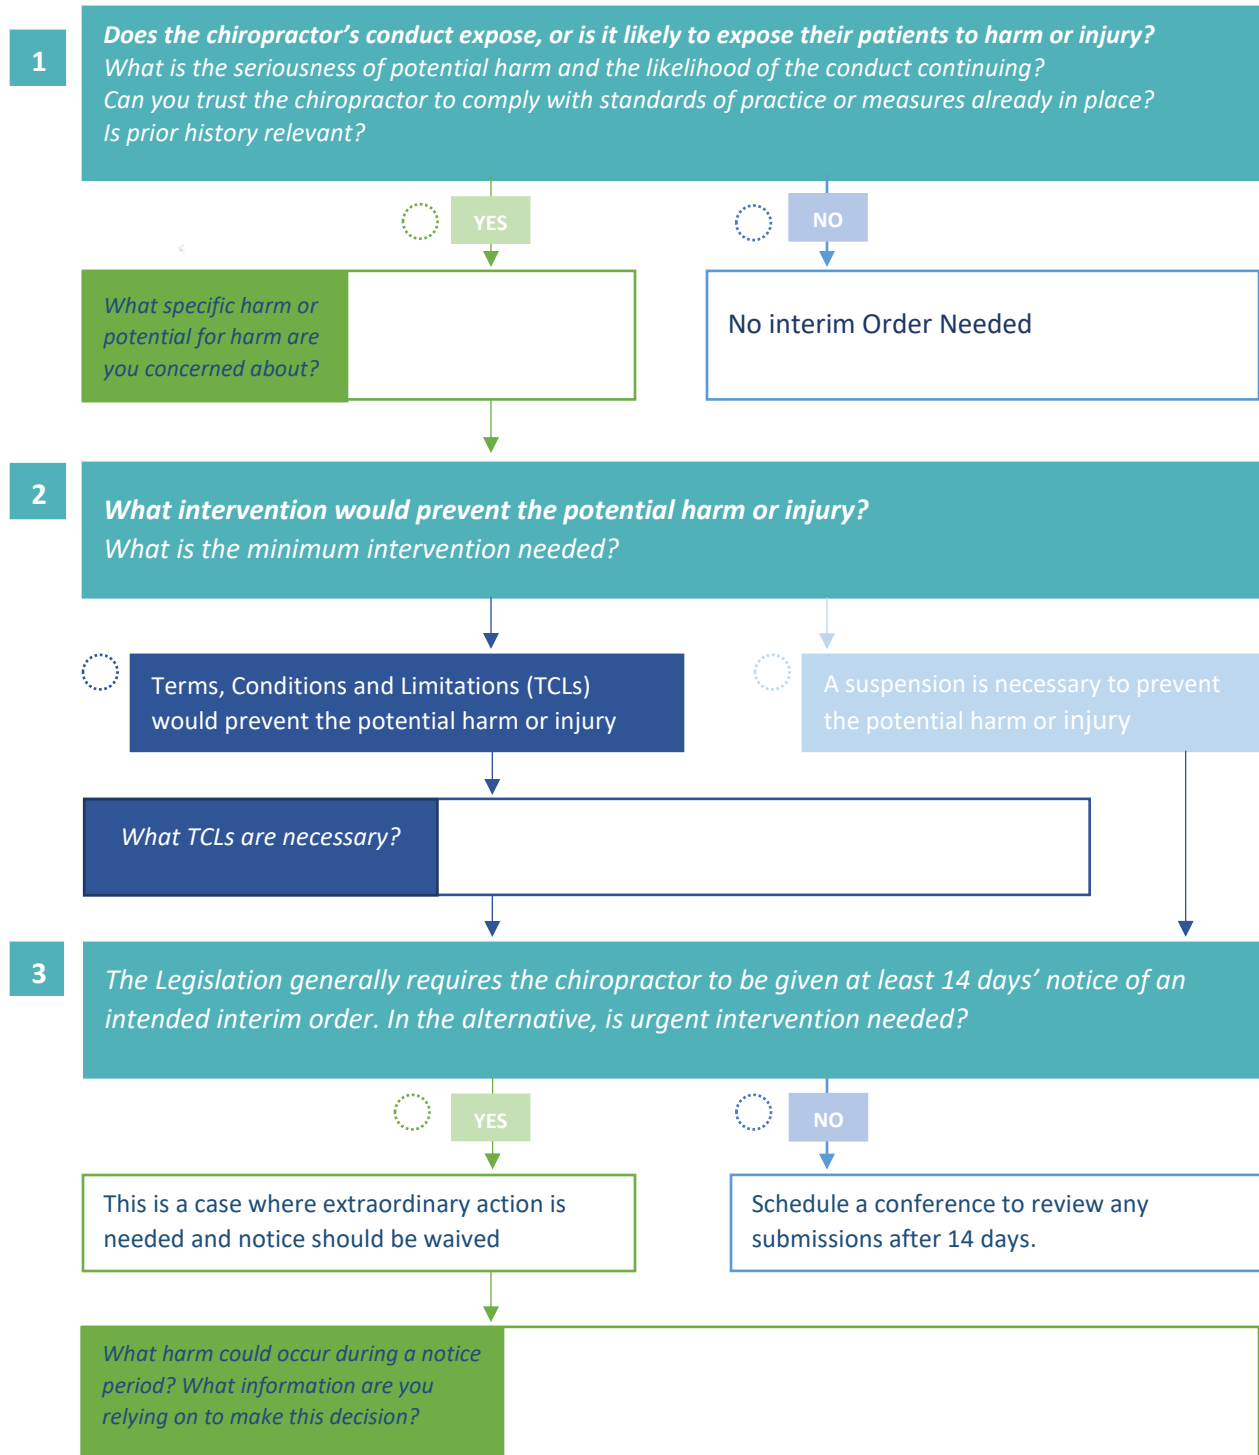 1
Does the chiropractor’s conduct expose, or is it likely to expose their patients to harm or injury?
What is the seriousness of potential harm and the likelihood of the conduct continuing?
Can you trust the chiropractor to comply with standards of practice or measures already in place?
Is prior history relevant?
YES
NO
What specific harm or
potential for harm are
you concerned about?
No interim Order Needed
2
What intervention would prevent the potential harm or injury?
What is the minimum intervention needed?
Terms, Conditions and Limitations (TCLs)
would prevent the potential harm or injury
A suspension is necessary to prevent
the potential harm or injury
What TCLs are necessary?
3
The Legislation generally requires the chiropractor to be given at least 14 days’ notice of an
intended interim order. In the alternative, is urgent intervention needed?
YES
NO
This is a case where extraordinary action is
needed and notice should be waived
Schedule a conference to review any
submissions after 14 days.
What harm could occur during a notice
period? What information are you
relying on to make this decision?